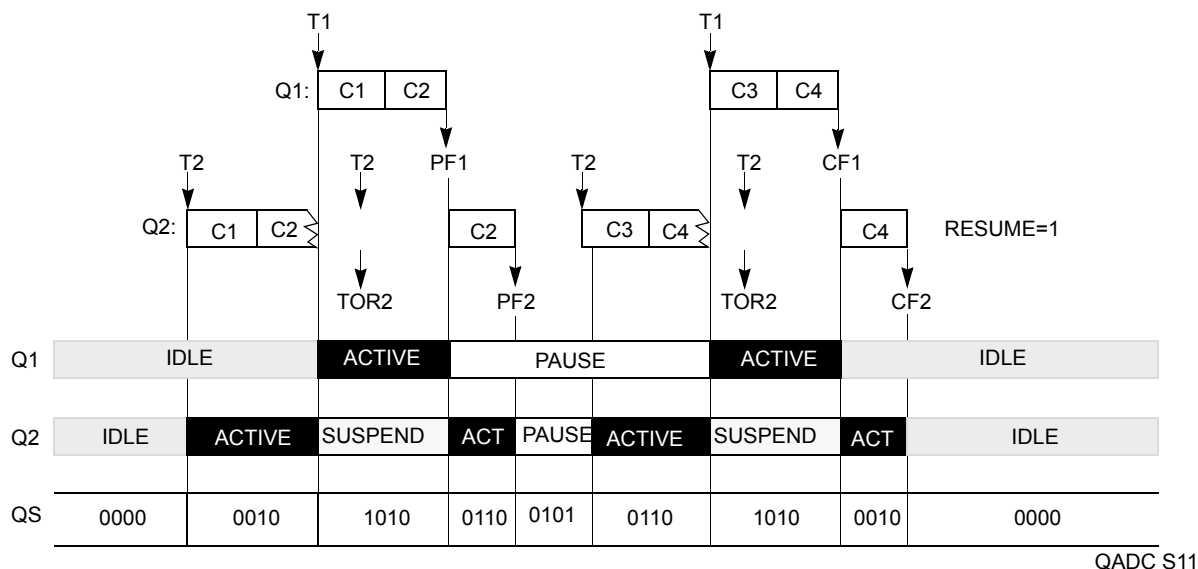 T1 T1
Q1: C1 C2 C3 C4
T2 T2 PF1 T2 T2 CF1
Q2: C1 C2 C2 C3 C4 C4 RESUME=1
TOR2 PF2 TOR2 CF2
Q1 IDLE ACTIVE PAUSE ACTIVE IDLE
Q2 IDLE ACTIVE SUSPEND ACT PAUSE ACTIVE SUSPEND ACT IDLE
QS 0000 0010 1010 0110 0101 0110 1010 0010 0000
QADC S11